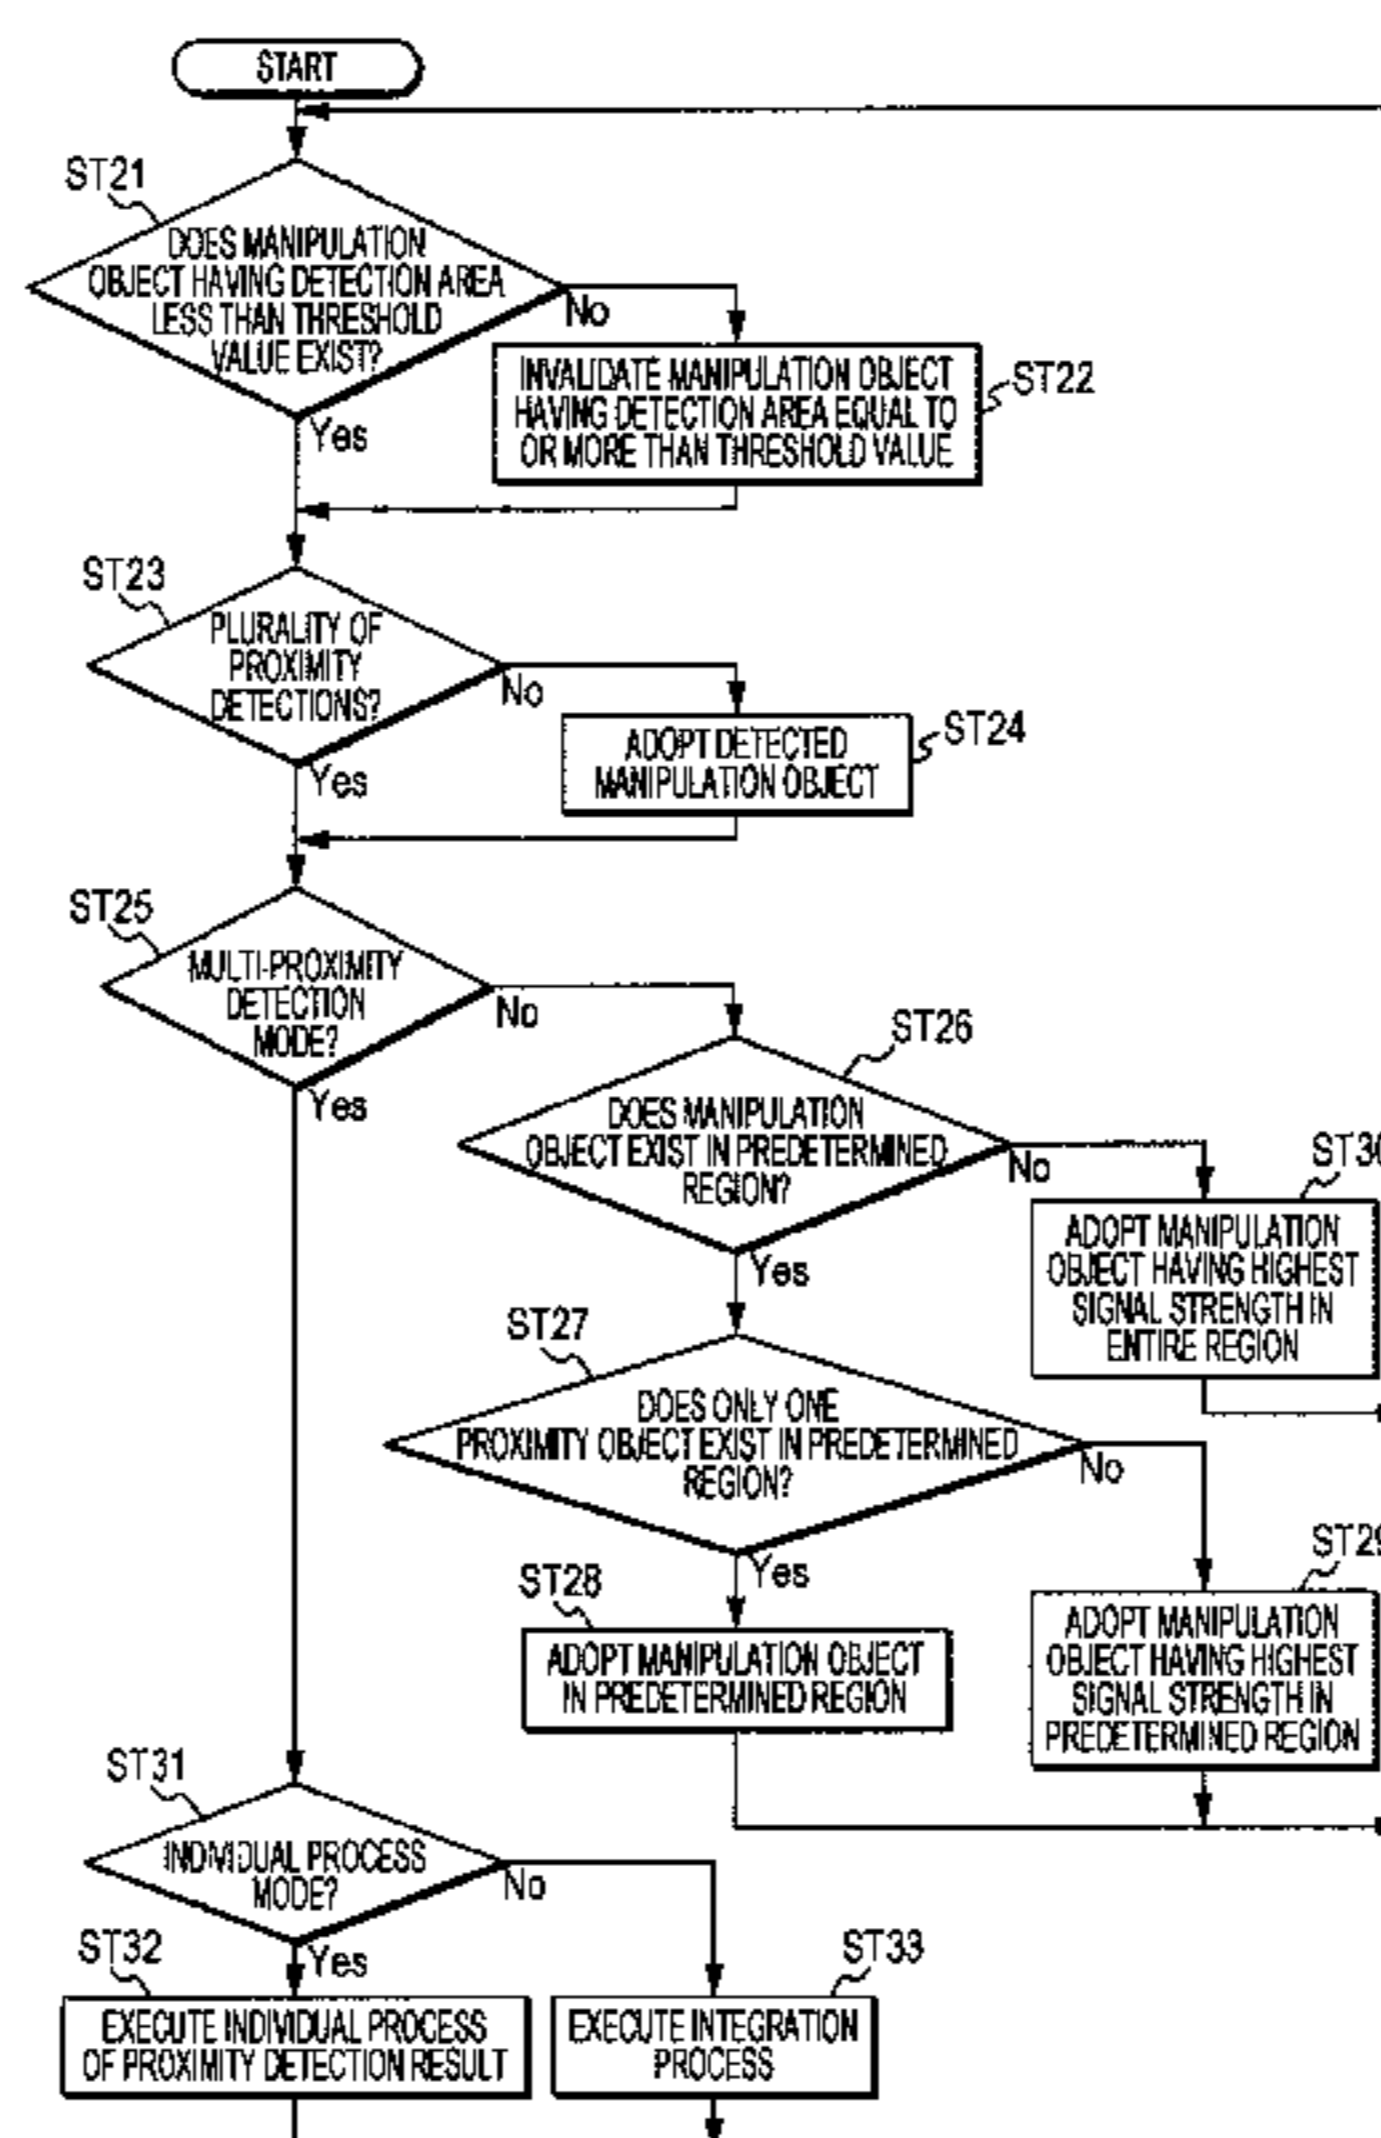 START
ST21
DOES MANIPULATION
OBJECT HAVING DETECTION AREA
LESS THAN THRESHOLD
VALUE EXIST?
No
Yes
INVALIDATE MANIPULATION OBJECT
HAVING DETECTION AREA EQUAL TO
OR MORE THAN THRESHOLD VALUE
ST22
ST23
PLURALITY OF
PROXIMITY
DETECTIONS?
No
Yes
ADOPT DETECTED
MANIPULATION OBJECT
ST24
ST25
MULTI-PROXIMITY
DETECTION
MODE?
No
Yes
ST26
DOES MANIPULATION
OBJECT EXIST IN PREDETERMINED
REGION?
No
Yes
ST30
ADOPT MANIPULATION
OBJECT HAVING HIGHEST
SIGNAL STRENGTH IN
ENTIRE REGION
ST27
DOES ONLY ONE
PROXIMITY OBJECT EXIST IN PREDETERMINED
REGION?
No
Yes
ST28
ADOPT MANIPULATION OBJECT
IN PREDETERMINED REGION
ST29
ADOPT MANIPULATION
OBJECT HAVING HIGHEST
SIGNAL STRENGTH IN
PREDETERMINED REGION
ST31
INDIVIDUAL PROCESS
MODE?
No
Yes
ST32
EXECUTE INDIVIDUAL PROCESS
OF PROXIMITY DETECTION RESULT
ST33
EXECUTE INTEGRATION
PROCESS